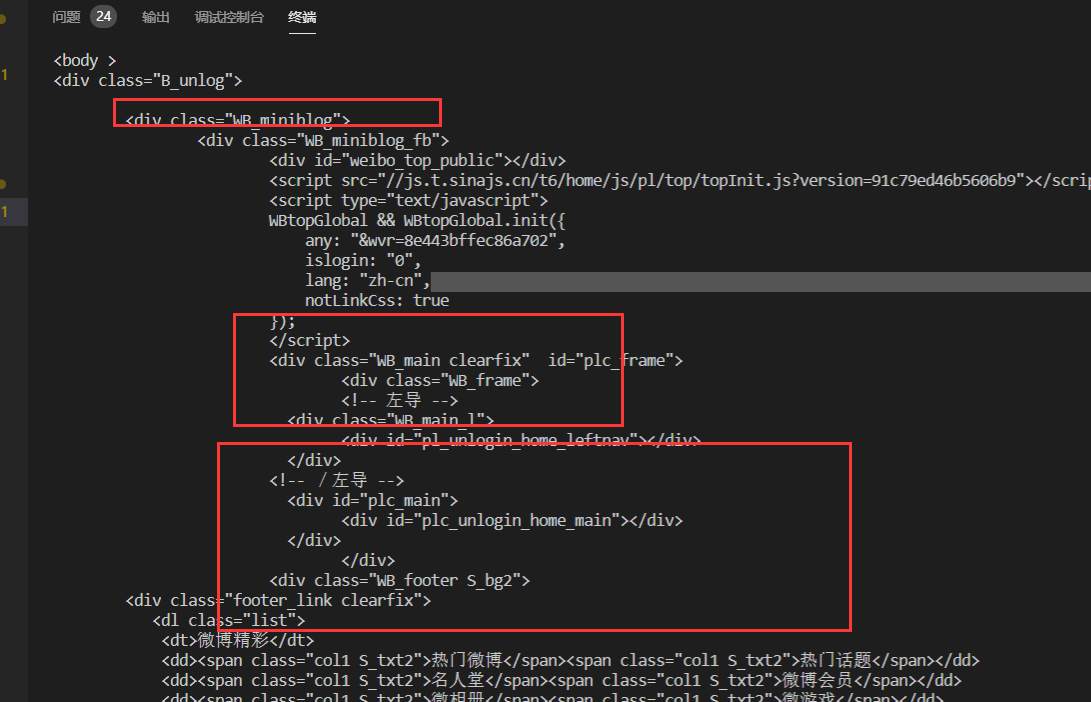 问题 24 输出 调试控制台 终端
1
1
<body >
<div class="B_unlog">
<div class="WB_miniblog">
<div class="WB_miniblog_fb">
<div id="weibo_top_public"></div>
<script src="//js.t.sinajs.cn/t6/home/js/pl/top/topInit.js?version=91c79ed46b5606b9"></scrip
<script type="text/javascript">
WBtopGlobal && WBtopGlobal.init({
any: "&wvr=8e443bffec86a702",
islogin: "0",
lang: "zh-cn",
notLinkCss: true
});
</script>
<div class="WB_main clearfix"  id="plc_frame">
<div class="WB_frame">
<!-- 左导 -->
<div class="WB_main_l">
<div id="pl_unlogin_home_leftnav"></div>
</div>
<!-- / 左导 -->
<div id="plc_main">
<div id="plc_unlogin_home_main"></div>
</div>
</div>
<div class="WB_footer S_bg2">
<div class="footer_link clearfix">
<dl class="list">
<dt>微博精彩</dt>
<dd><span class="col1 S_txt2">热门微博</span><span class="col1 S_txt2">热门话题</span></dd>
<dd><span class="col1 S_txt2">名人堂</span><span class="col1 S_txt2">微博会员</span></dd>
<dd><span class="col1 S_txt2">微相册</span><span class="col1 S_txt2">微游戏</span></dd>